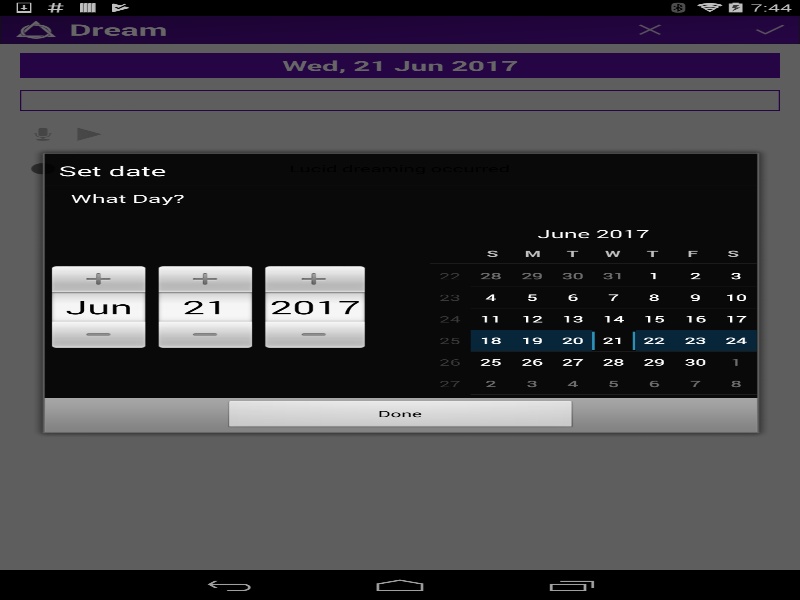 # 7:44
Dream
Wed, 21 Jun 2017
Lucid dreaming occurred
Set date
What Day?
June 2017
S M T W T F S
22 28 29 30 31 1 2 3
23 4 5 6 7 8 9 10
24 11 12 13 14 15 16 17
25 18 19 20 21 22 23 24
26 25 26 27 28 29 30 1
27 2 3 4 5 6 7 8
+ + +
Jun 21 2017
− − −
Done